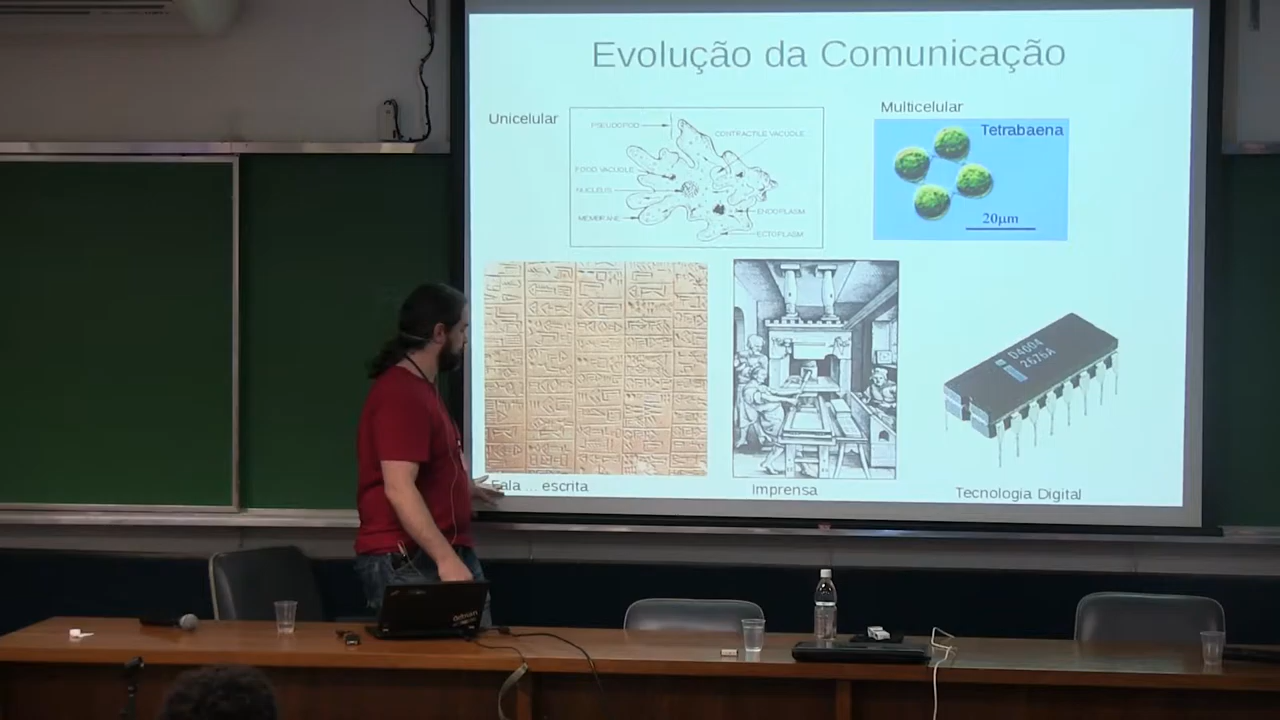 Evolução da Comunicação
Unicelular
Multicelular
PSEUDOPOD
CONTRACTILE VACUOLE
FOOD VACUOLE
NUCLEUS
MEMBRANE
ENDOPLASM
ECTOPLASM
Tetrabaena
20µm
D4004
2676A
Fala ... escrita
Imprensa
Tecnologia Digital
debian